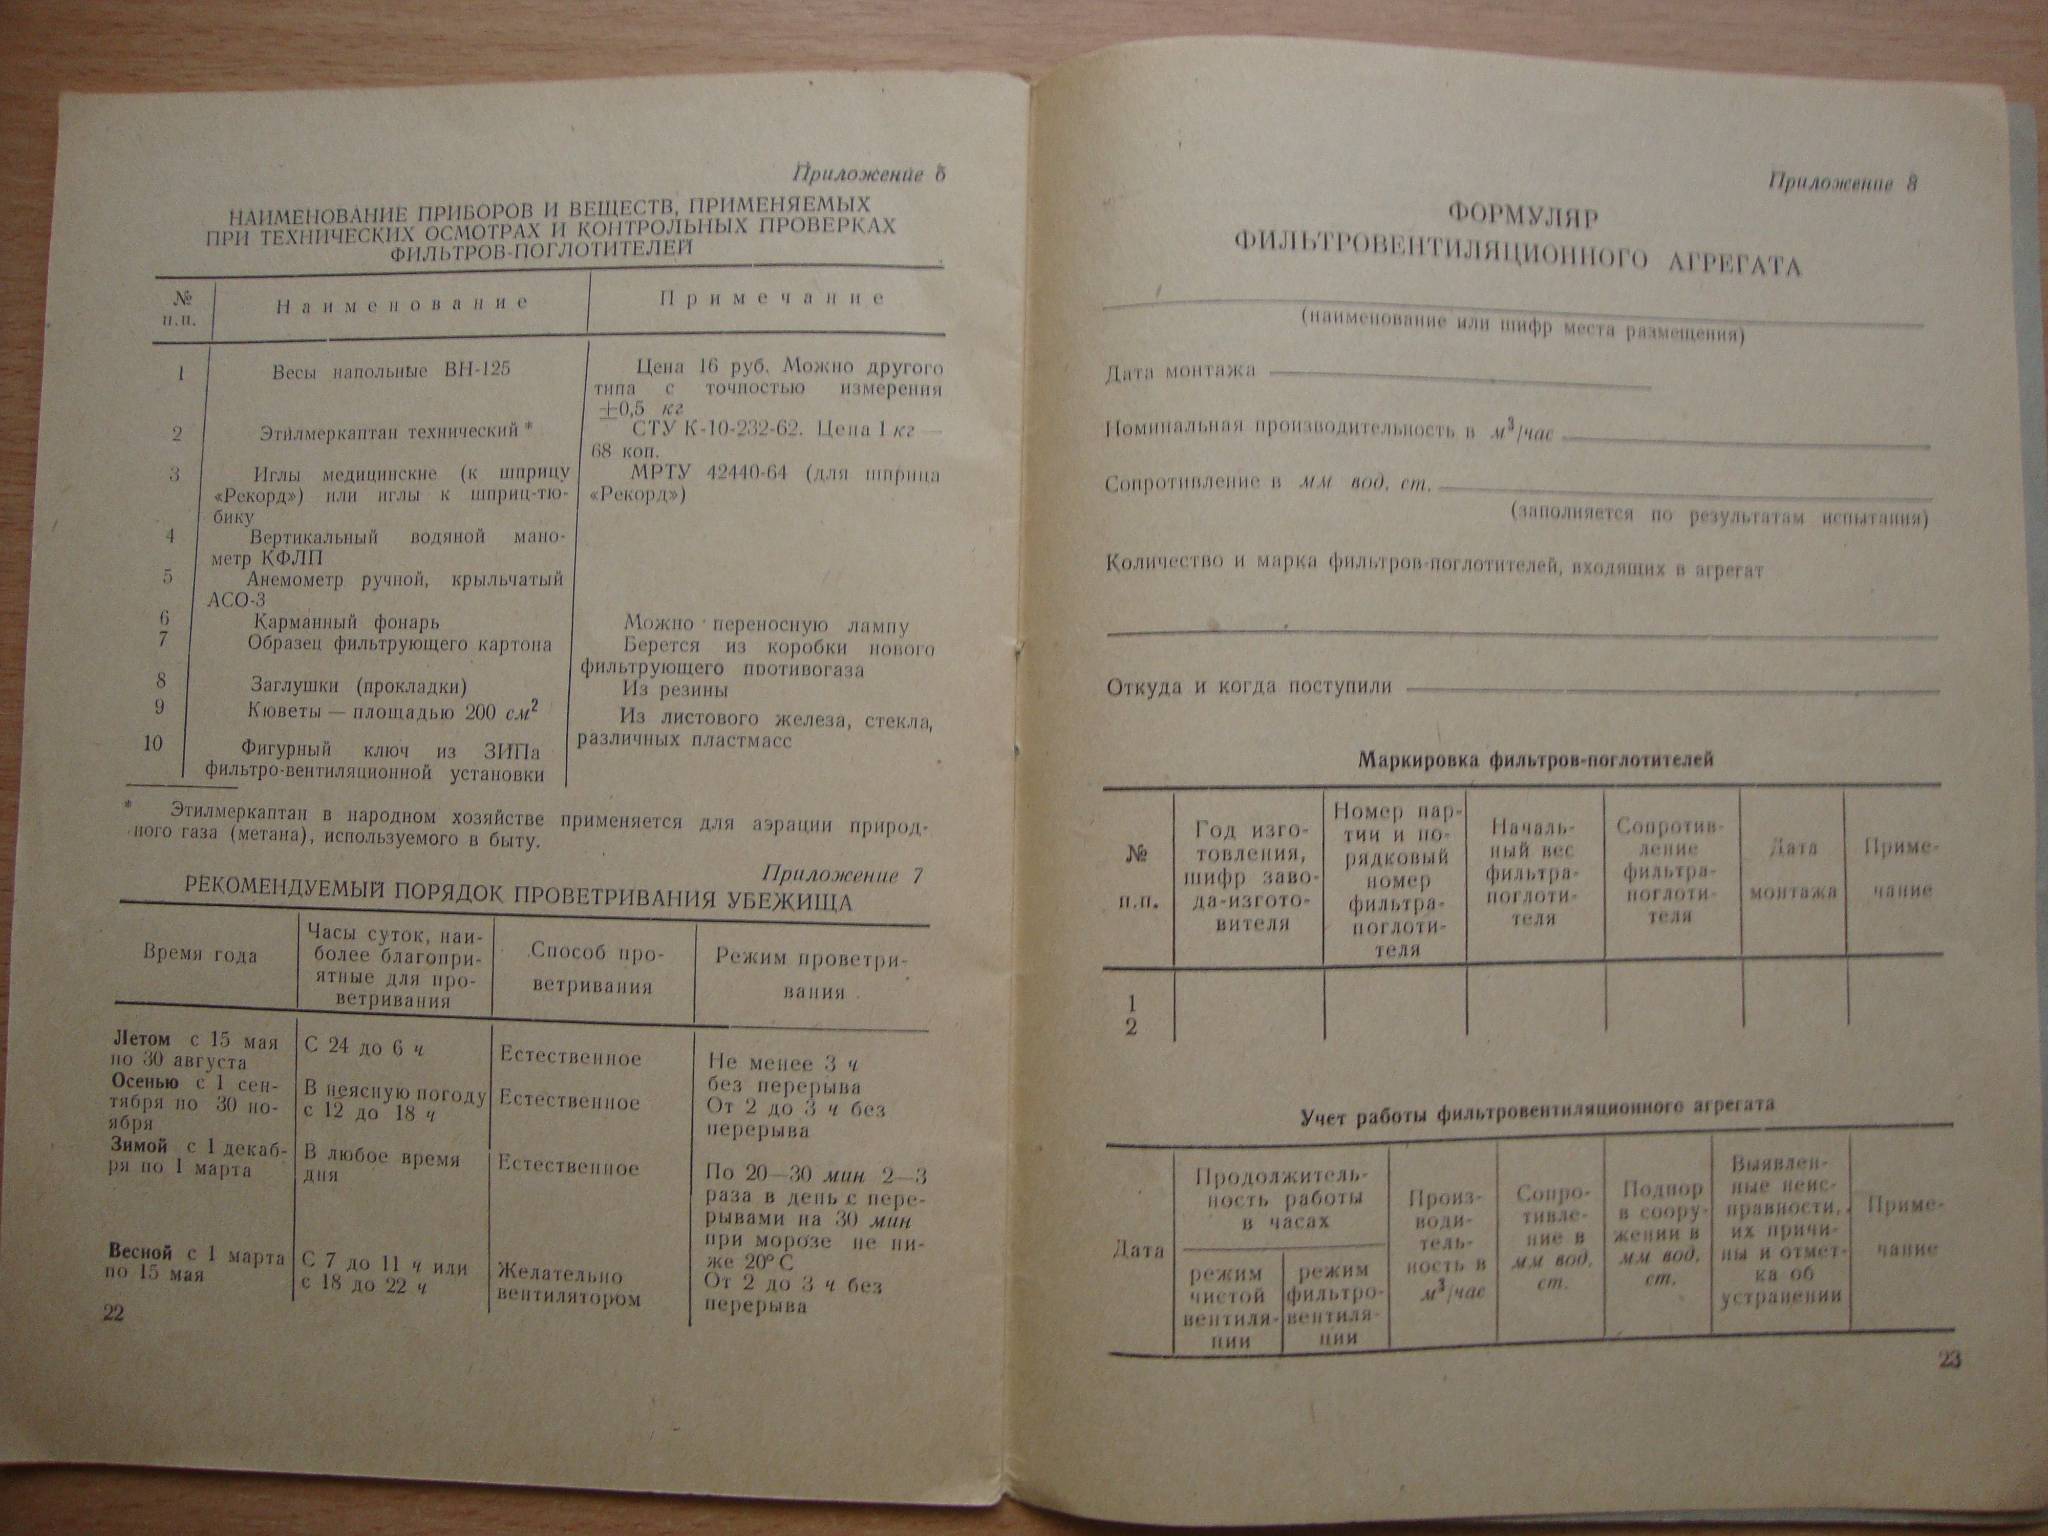 Приложение 6
НАИМЕНОВАНИЕ ПРИБОРОВ И ВЕЩЕСТВ, ПРИМЕНЯЕМЫХ
ПРИ ТЕХНИЧЕСКИХ ОСМОТРАХ И КОНТРОЛЬНЫХ ПРОВЕРКАХ
ФИЛЬТРОВ-ПОГЛОТИТЕЛЕЙ
№ п.п. Наименование Примечание
1 Весы напольные ВН-125 Цена 16 руб. Можно другого
типа с точностью измерения
±0,5 кг
2 Этилмеркаптан технический * СТУ К-10-232-62. Цена 1 кг —
68 коп.
3 Иглы медицинские (к шприцу МРТУ 42440-64 (для шприца
«Рекорд») или иглы к шприц-тю- «Рекорд»)
бику
4 Вертикальный водяной мано-
метр КФЛП
5 Анемометр ручной, крыльчатый
АСО-3
6 Карманный фонарь Можно переносную лампу
7 Образец фильтрующего картона Берется из коробки нового
фильтрующего противогаза
8 Заглушки (прокладки) Из резины
9 Кюветы — площадью 200 см² Из листового железа, стекла,
различных пластмасс
10 Фигурный ключ из ЗИПа
фильтро-вентиляционной установки
* Этилмеркаптан в народном хозяйстве применяется для аэрации природ-
ного газа (метана), используемого в быту.
Приложение 7
РЕКОМЕНДУЕМЫЙ ПОРЯДОК ПРОВЕТРИВАНИЯ УБЕЖИЩА
Время года
Часы суток, наи-
более благопри-
ятные для про-
ветривания
Способ про-
ветривания
Режим проветри-
вания
Летом с 15 мая
по 30 августа
С 24 до 6 ч
Естественное
Не менее 3 ч
без перерыва
Осенью с 1 сен-
тября по 30 но-
ября
В неясную погоду
с 12 до 18 ч
Естественное
От 2 до 3 ч без
перерыва
Зимой с 1 декаб-
ря по 1 марта
В любое время
дня
Естественное
По 20—30 мин 2—3
раза в день с пере-
рывами на 30 мин
при морозе не ни-
же 20° С
Весной с 1 марта
по 15 мая
С 7 до 11 ч или
с 18 до 22 ч
Желательно
вентилятором
От 2 до 3 ч без
перерыва
22
Приложение 8
ФОРМУЛЯР
ФИЛЬТРОВЕНТИЛЯЦИОННОГО АГРЕГАТА
(наименование или шифр места размещения)
Дата монтажа
Номинальная производительность в м³/час
Сопротивление в мм вод. ст.
(заполняется по результатам испытания)
Количество и марка фильтров-поглотителей, входящих в агрегат
Откуда и когда поступили
Маркировка фильтров-поглотителей
№
п.п.
Год изго-
товления,
шифр заво-
да-изгото-
вителя
Номер пар-
тии и по-
рядковый
номер
фильтра-
поглоти-
теля
Началь-
ный вес
фильтра-
поглоти-
теля
Сопротив-
ление
фильтра-
поглоти-
теля
Дата
монтажа
Приме-
чание
1
2
Учет работы фильтровентиляционного агрегата
Дата
Продолжитель-
ность работы
в часах
режим
чистой
вентиля-
ции
режим
фильтро-
вентиля-
ции
Произ-
води-
тель-
ность в
м³/час
Сопро-
тивле-
ние в
мм вод.
ст.
Подпор
в соору-
жении в
мм вод.
ст.
Выявлен-
ные неис-
правности,
их причи-
ны и отмет-
ка об
устранении
Приме-
чание
23